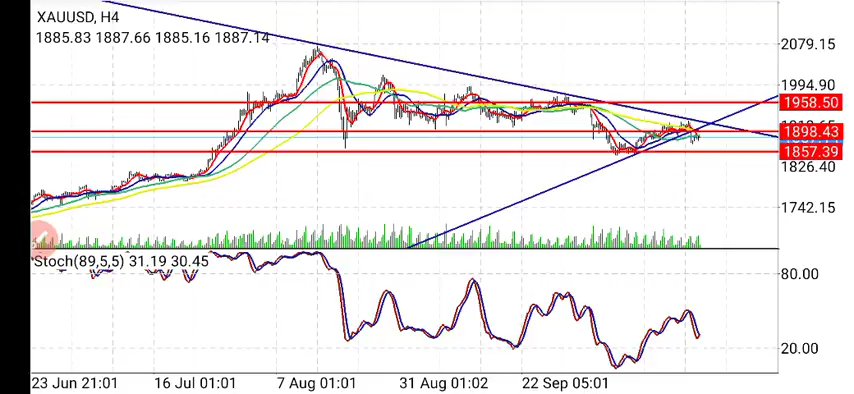 XAUUSD, H4
1885.83 1887.66 1885.16 1887.14
2079.15
1994.90
1958.50
1898.43
1857.39
1826.40
1742.15
Stoch(89,5,5) 31.19 30.45
80.00
20.00
23 Jun 21:01 16 Jul 01:01 7 Aug 01:01 31 Aug 01:02 22 Sep 05:01